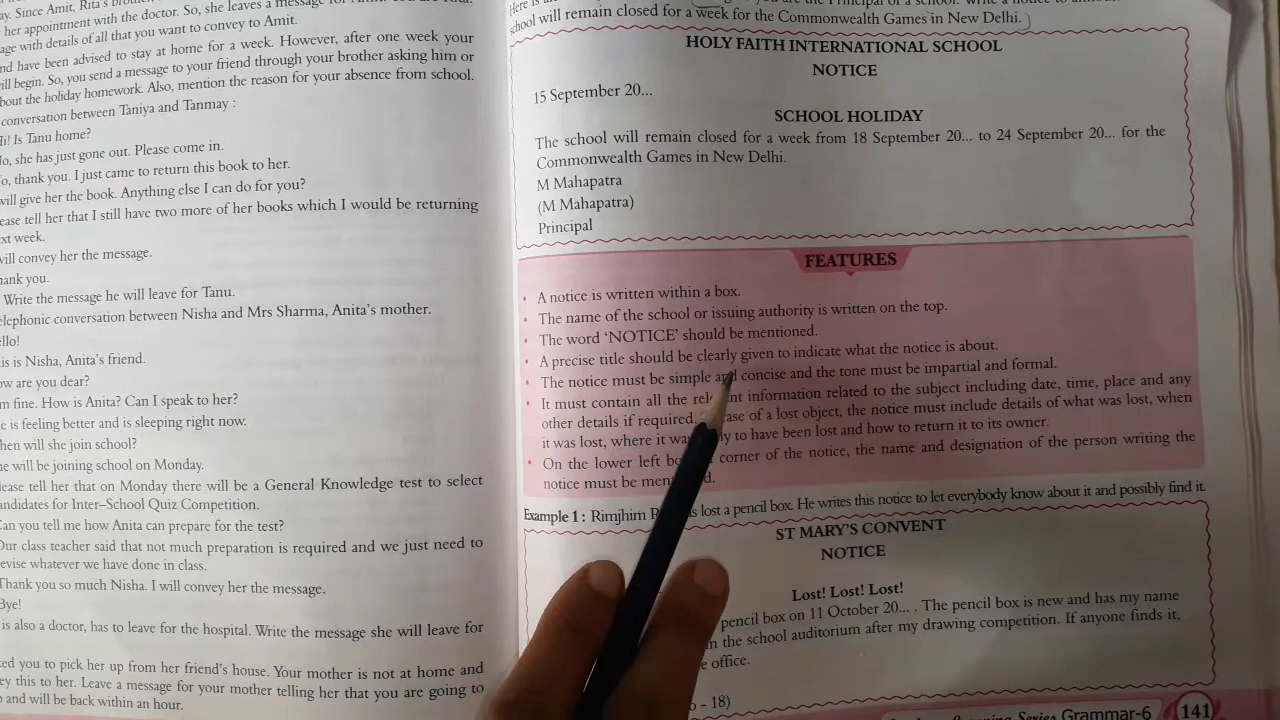 ay. Since Amit, Rita's brother,
her appointment with the doctor. So, she leaves a message for
age with details of all that you want to convey to Amit.
nd have been advised to stay at home for a week. However, after one week your
ill begin. So, you send a message to your friend through your brother asking him or
bout the holiday homework. Also, mention the reason for your absence from school.
conversation between Taniya and Tanmay :
Hi! Is Tanu home?
No, she has just gone out. Please come in.
No, thank you. I just came to return this book to her.
will give her the book. Anything else I can do for you?
ease tell her that I still have two more of her books which I would be returning
xt week.
will convey her the message.
hank you.
Write the message he will leave for Tanu.
elephonic conversation between Nisha and Mrs Sharma, Anita's mother.
ello!
is is Nisha, Anita's friend.
ow are you dear?
m fine. How is Anita? Can I speak to her?
e is feeling better and is sleeping right now.
hen will she join school?
he will be joining school on Monday.
lease tell her that on Monday there will be a General Knowledge test to select
andidates for Inter–School Quiz Competition.
Can you tell me how Anita can prepare for the test?
Our class teacher said that not much preparation is required and we just need to
evise whatever we have done in class.
Thank you so much Nisha. I will convey her the message.
Bye!
is also a doctor, has to leave for the hospital. Write the message she will leave for
ked you to pick her up from her friend's house. Your mother is not at home and
ey this to her. Leave a message for your mother telling her that you are going to
and will be back within an hour.
school will remain closed for a week for the Commonwealth Games in New Delhi.
HOLY FAITH INTERNATIONAL SCHOOL
NOTICE
15 September 20...
SCHOOL HOLIDAY
The school will remain closed for a week from 18 September 20... to 24 September 20... for the
Commonwealth Games in New Delhi.
M Mahapatra
(M Mahapatra)
Principal
FEATURES
• A notice is written within a box.
• The name of the school or issuing authority is written on the top.
• The word 'NOTICE' should be mentioned.
• A precise title should be clearly given to indicate what the notice is about.
• The notice must be simple and concise and the tone must be impartial and formal.
• It must contain all the relevant information related to the subject including date, time, place and any
other details if required. case of a lost object, the notice must include details of what was lost, when
it was lost, where it was ly to have been lost and how to return it to its owner.
• On the lower left corner of the notice, the name and designation of the person writing the
notice must be
Example 1 : Rimjhim lost a pencil box. He writes this notice to let everybody know about it and possibly find it.
ST MARY'S CONVENT
NOTICE
Lost! Lost! Lost!
pencil box on 11 October 20... . The pencil box is new and has my name
in the school auditorium after my drawing competition. If anyone finds it,
e office.
- 18)
Series Grammar-6 141